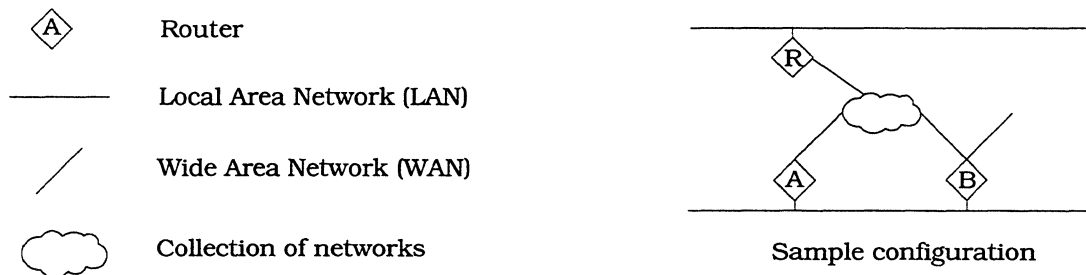 A Router
Local Area Network (LAN)
Wide Area Network (WAN)
Collection of networks
R
A
B
Sample configuration